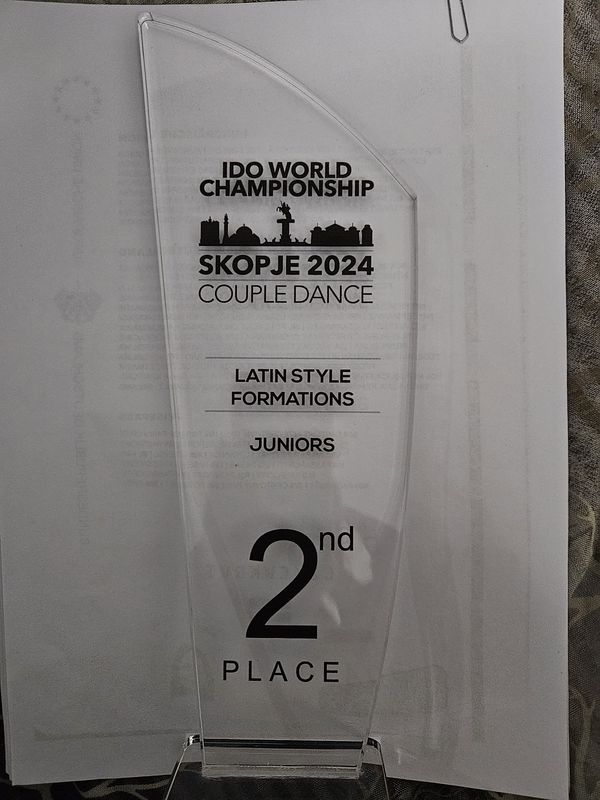 IDO WORLD
CHAMPIONSHIP
SKOPJE 2024
COUPLE DANCE
LATIN STYLE
FORMATIONS
JUNIORS
2nd
PLACE